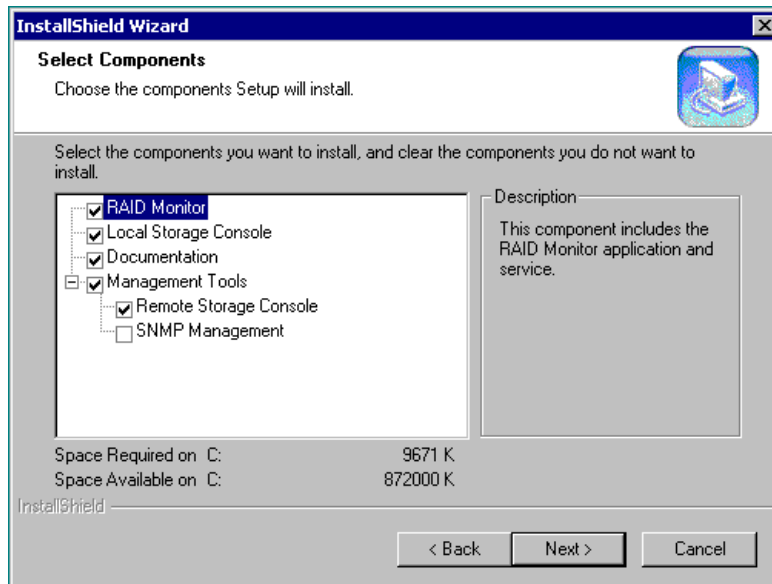 InstallShield Wizard
Select Components
Choose the components Setup will install.
Select the components you want to install, and clear the components you do not want to
install.
RAID Monitor
Local Storage Console
Documentation
Management Tools
Remote Storage Console
SNMP Management
Description
This component includes the
RAID Monitor application and
service.
Space Required on C: 9671 K
Space Available on C: 872000 K
InstallShield
< Back Next > Cancel